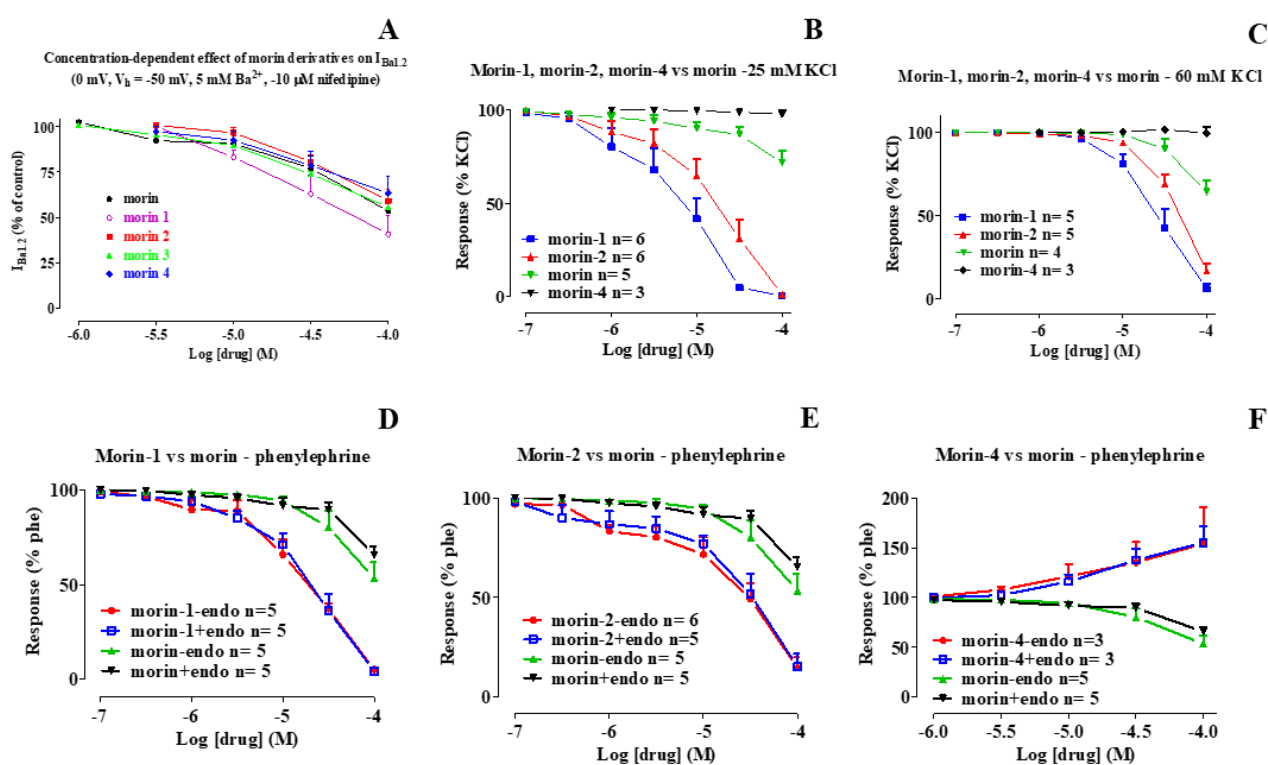 A
Concentration-dependent effect of morin derivatives on I Ba1.2
(0 mV, Vh = -50 mV, 5 mM Ba2+, -10 μM nifedipine)
I Ba1.2 (% of control)
100
75
50
25
0
morin
morin 1
morin 2
morin 3
morin 4
-6.0 -5.5 -5.0 -4.5 -4.0
Log [drug] (M)
B
Morin-1, morin-2, morin-4 vs morin -25 mM KCl
Response (% KCl)
100
50
0
morin-1 n= 6
morin-2 n= 6
morin n= 5
morin-4 n= 3
-7 -6 -5 -4
Log [drug] (M)
C
Morin-1, morin-2, morin-4 vs morin - 60 mM KCl
Response (% KCl)
100
50
0
morin-1 n= 5
morin-2 n= 5
morin n= 4
morin-4 n= 3
-7 -6 -5 -4
Log [drug] (M)
D
Morin-1 vs morin - phenylephrine
Response (% phe)
100
50
0
morin-1-endo n=5
morin-1+endo n= 5
morin-endo n= 5
morin+endo n= 5
-7 -6 -5 -4
Log [drug] (M)
E
Morin-2 vs morin - phenylephrine
Response (% phe)
100
50
0
morin-2-endo n= 6
morin-2+endo n=5
morin-endo n= 5
morin+endo n= 5
-7 -6 -5 -4
Log [drug] (M)
F
Morin-4 vs morin - phenylephrine
Response (% phe)
200
150
100
50
0
morin-4-endo n=3
morin-4+endo n= 3
morin-endo n=5
morin+endo n= 5
-6.0 -5.5 -5.0 -4.5 -4.0
Log [drug] (M)